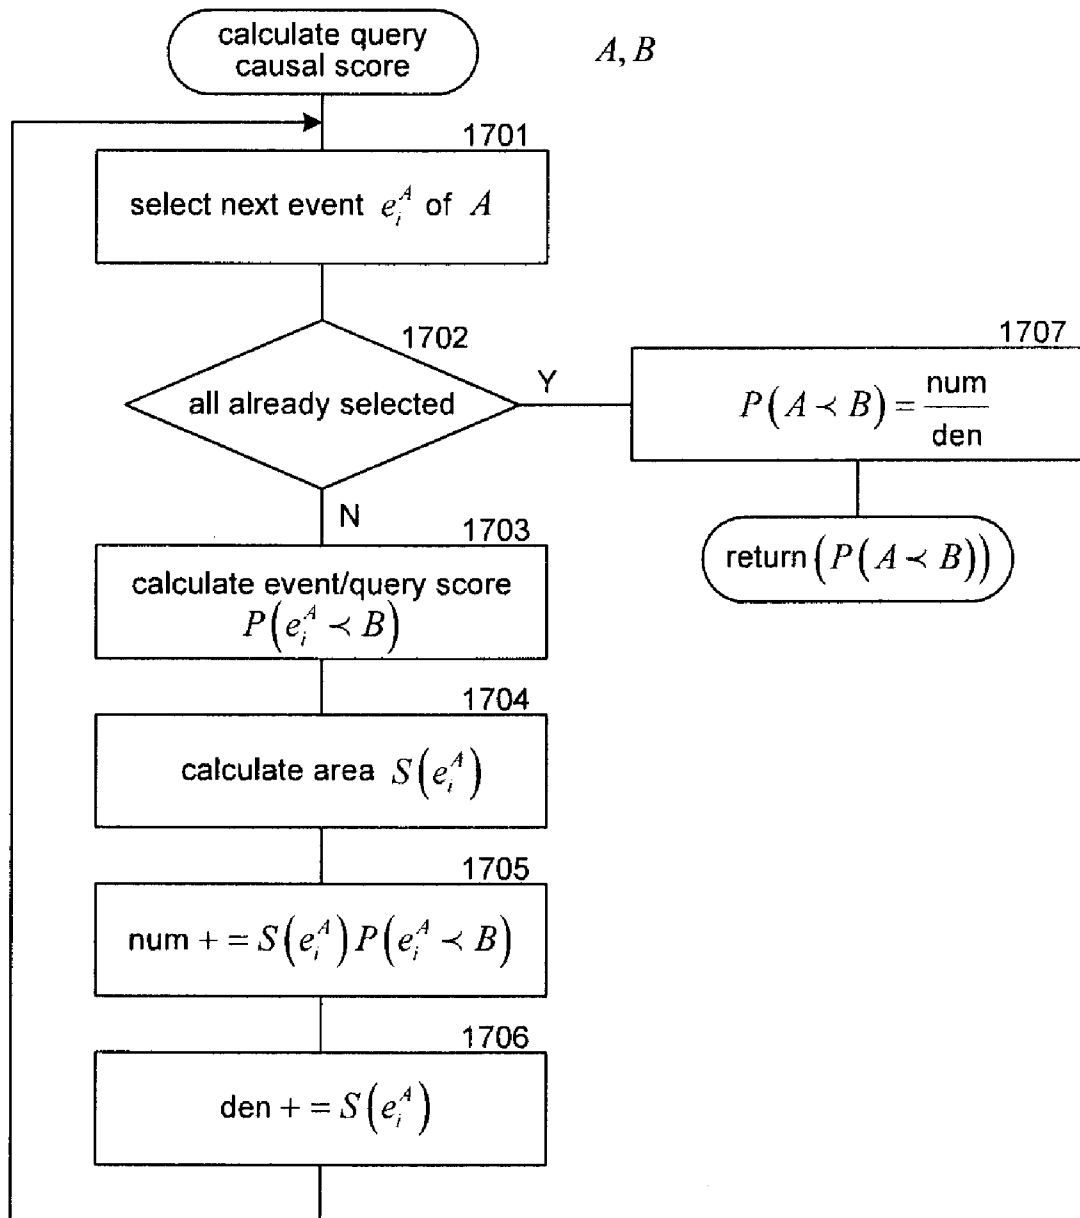 calculate query
causal score
A, B
1701
select next event e_i^A of A
1702
all already selected
Y
N
1707
P(A ≺ B) = num/den
return(P(A ≺ B))
1703
calculate event/query score
P(e_i^A ≺ B)
1704
calculate area S(e_i^A)
1705
num + = S(e_i^A)P(e_i^A ≺ B)
1706
den + = S(e_i^A)